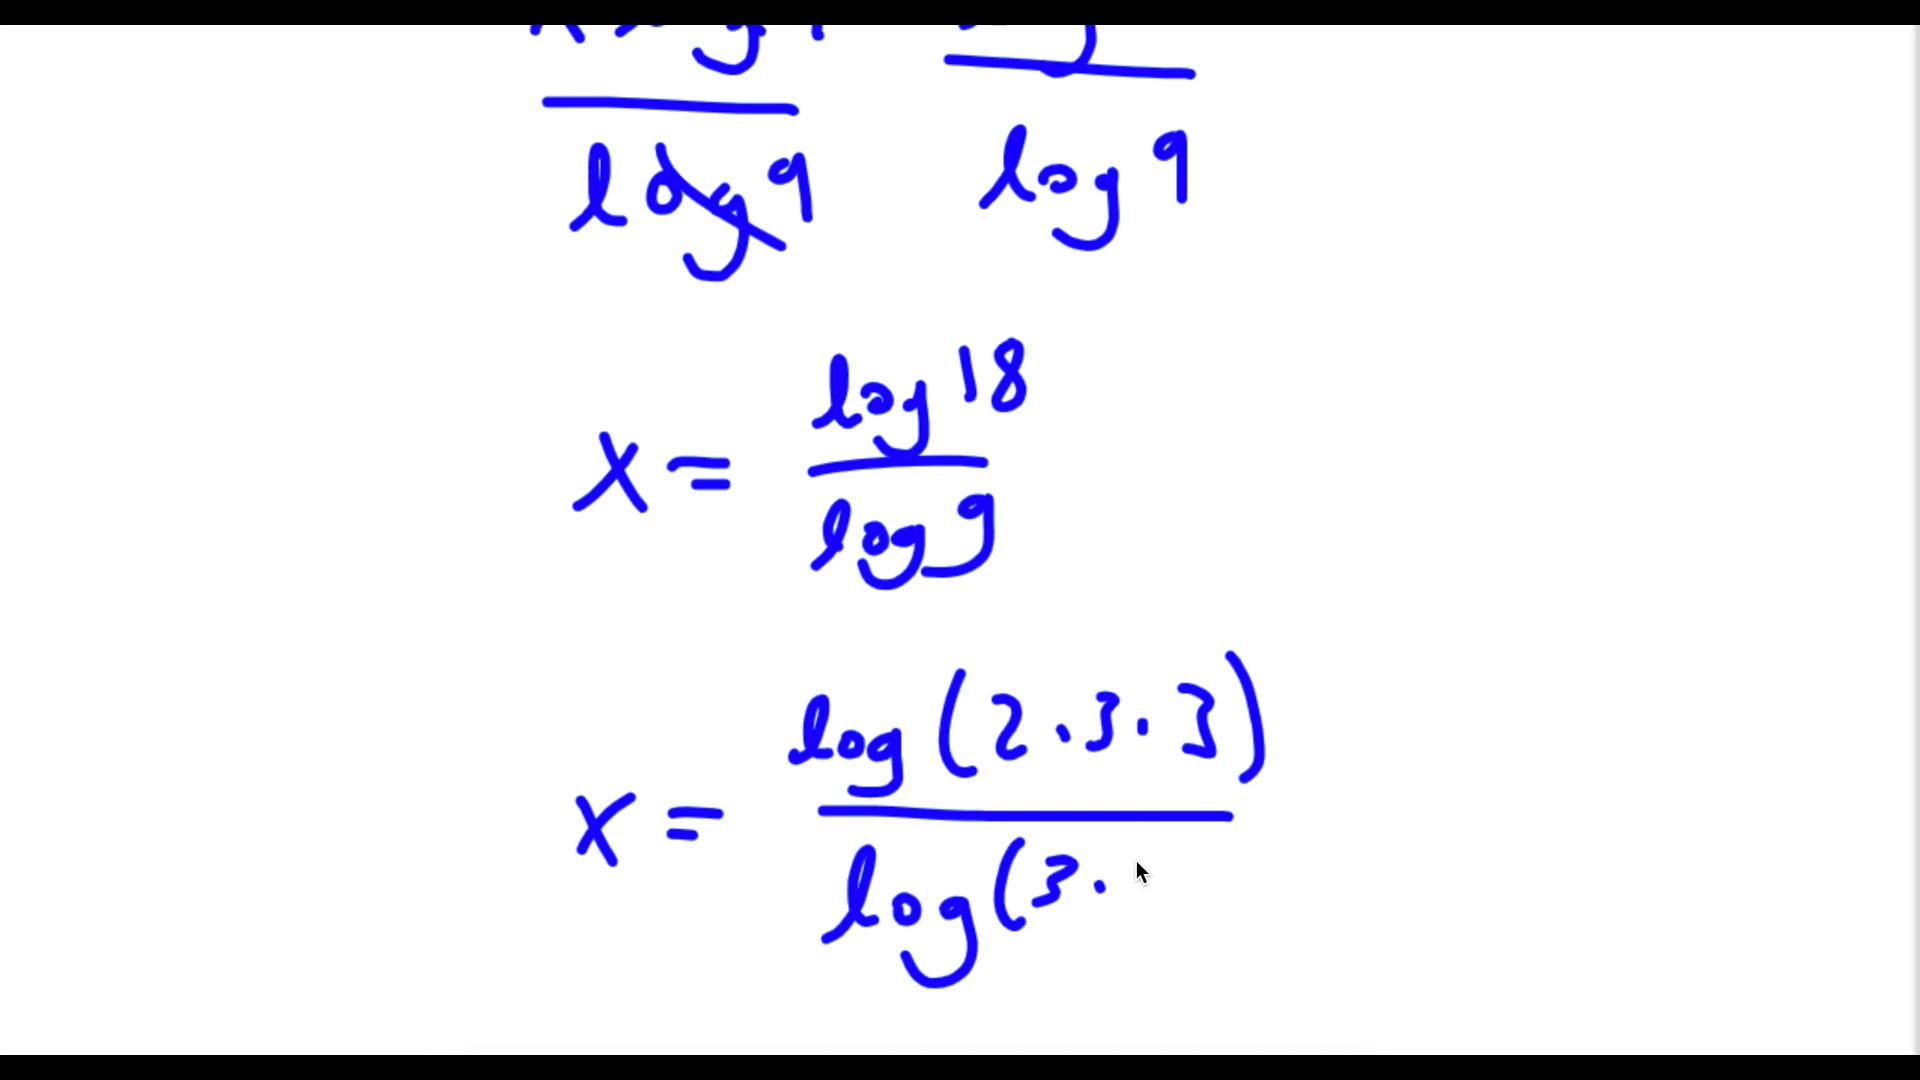 log 9 log 9
x = log 18
log 9
x = log (2 . 3 . 3)
log (3 .